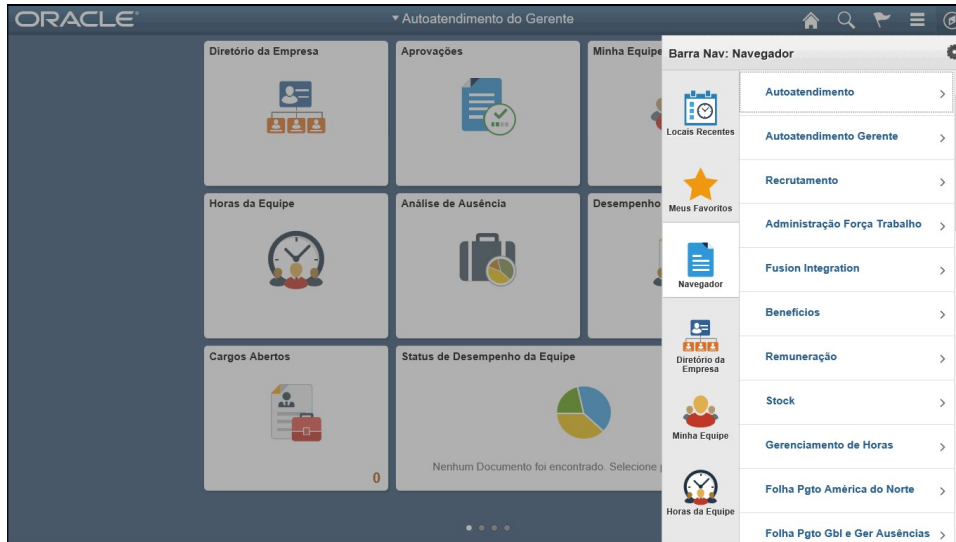 ORACLE
Autoatendimento do Gerente
Diretório da Empresa
Aprovações
Minha Equipe
Horas da Equipe
Análise de Ausência
Desempenho
Cargos Abertos
0
Status de Desempenho da Equipe
Nenhum Documento foi encontrado. Selecione
Barra Nav: Navegador
Locais Recentes
Meus Favoritos
Navegador
Diretório da
Empresa
Minha Equipe
Horas da Equipe
Autoatendimento
Autoatendimento Gerente
Recrutamento
Administração Força Trabalho
Fusion Integration
Benefícios
Remuneração
Stock
Gerenciamento de Horas
Folha Pgto América do Norte
Folha Pgto Gbl e Ger Ausências